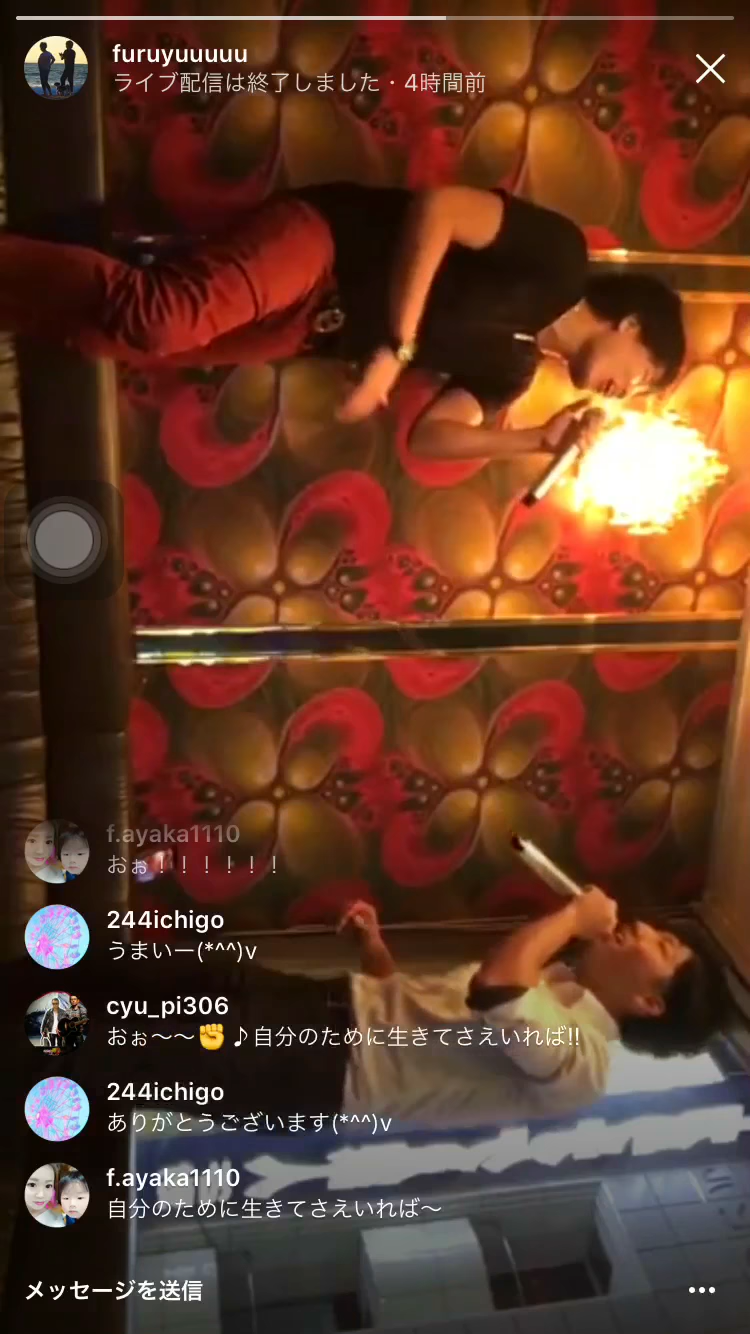 furuyuuuuu
ライブ配信は終了しました・4時間前
f.ayaka1110
おぉ！！！！！！
244ichigo
うまいー(*^^)v
cyu_pi306
おぉ〜〜✊♪自分のために生きてさえいれば‼
244ichigo
ありがとうございます(*^^)v
f.ayaka1110
自分のために生きてさえいれば〜
メッセージを送信